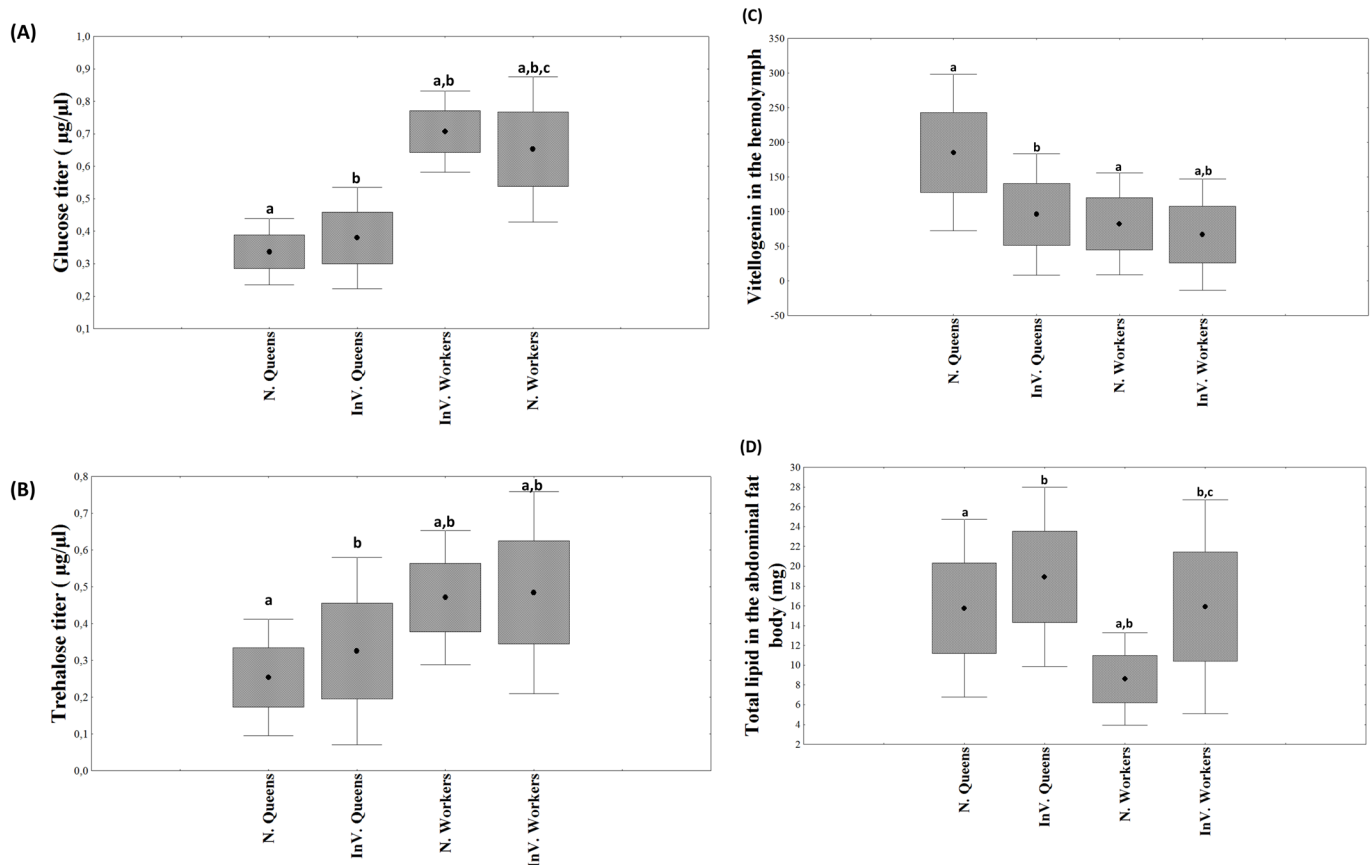 (A)
Glucose titer ( µg/µl)
1,0
0,9
0,8
0,7
0,6
0,5
0,4
0,3
0,2
0,1
a
b
a,b
a,b,c
N. Queens
InV. Queens
InV. Workers
N. Workers
(B)
Trehalose titer ( µg/µl)
0,8
0,7
0,6
0,5
0,4
0,3
0,2
0,1
0,0
a
b
a,b
a,b
N. Queens
InV. Queens
N. Workers
InV. Workers
(C)
Vitellogenin in the hemolymph
350
300
250
200
150
100
50
0
-50
a
b
a
a,b
N. Queens
InV. Queens
N. Workers
InV. Workers
(D)
Total lipid in the abdominal fat
body (mg)
30
28
26
24
22
20
18
16
14
12
10
8
6
4
2
a
b
a,b
b,c
N. Queens
InV. Queens
N. Workers
InV. Workers